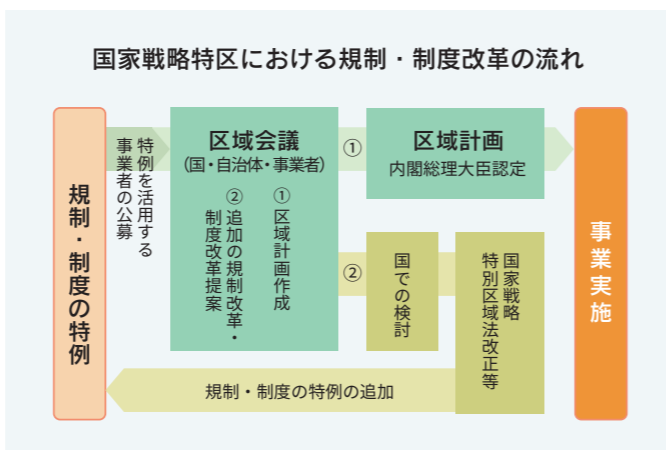 国家戦略特区における規制・制度改革の流れ
規制・制度の特例
特例を活用する
事業者の公募
区域会議
（国・自治体・事業者）
①区域計画作成
②追加の規制改革・
制度改革提案
①
区域計画
内閣総理大臣認定
②
国での検討
国家戦略
特別区域法改正等
規制・制度の特例の追加
事業実施